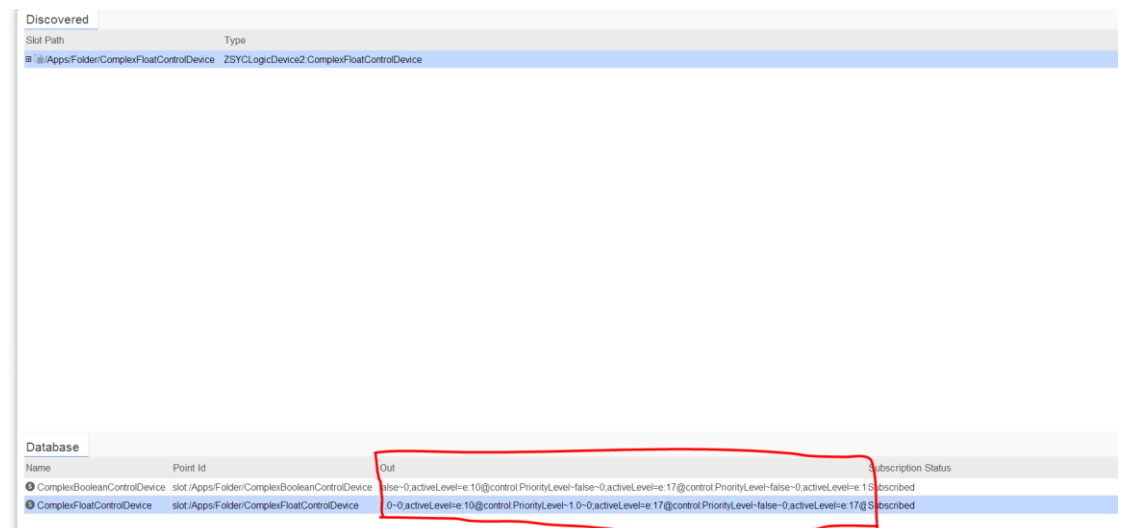 Discovered
Slot Path Type
/Apps/Folder/ComplexFloatControlDevice ZSYCLogicDevice2:ComplexFloatControlDevice
Database
Name Point Id Out Subscription Status
ComplexBooleanControlDevice slot:/Apps/Folder/ComplexBooleanControlDevice alse~0;activeLevel=e:10@control:PriorityLevel~false~0;activeLevel=e:17@control:PriorityLevel~false~0;activeLevel=e:1 Subscribed
ComplexFloatControlDevice slot:/Apps/Folder/ComplexFloatControlDevice .0~0;activeLevel=e:10@control:PriorityLevel~1.0~0;activeLevel=e:17@control:PriorityLevel~false~0;activeLevel=e:17@ Subscribed